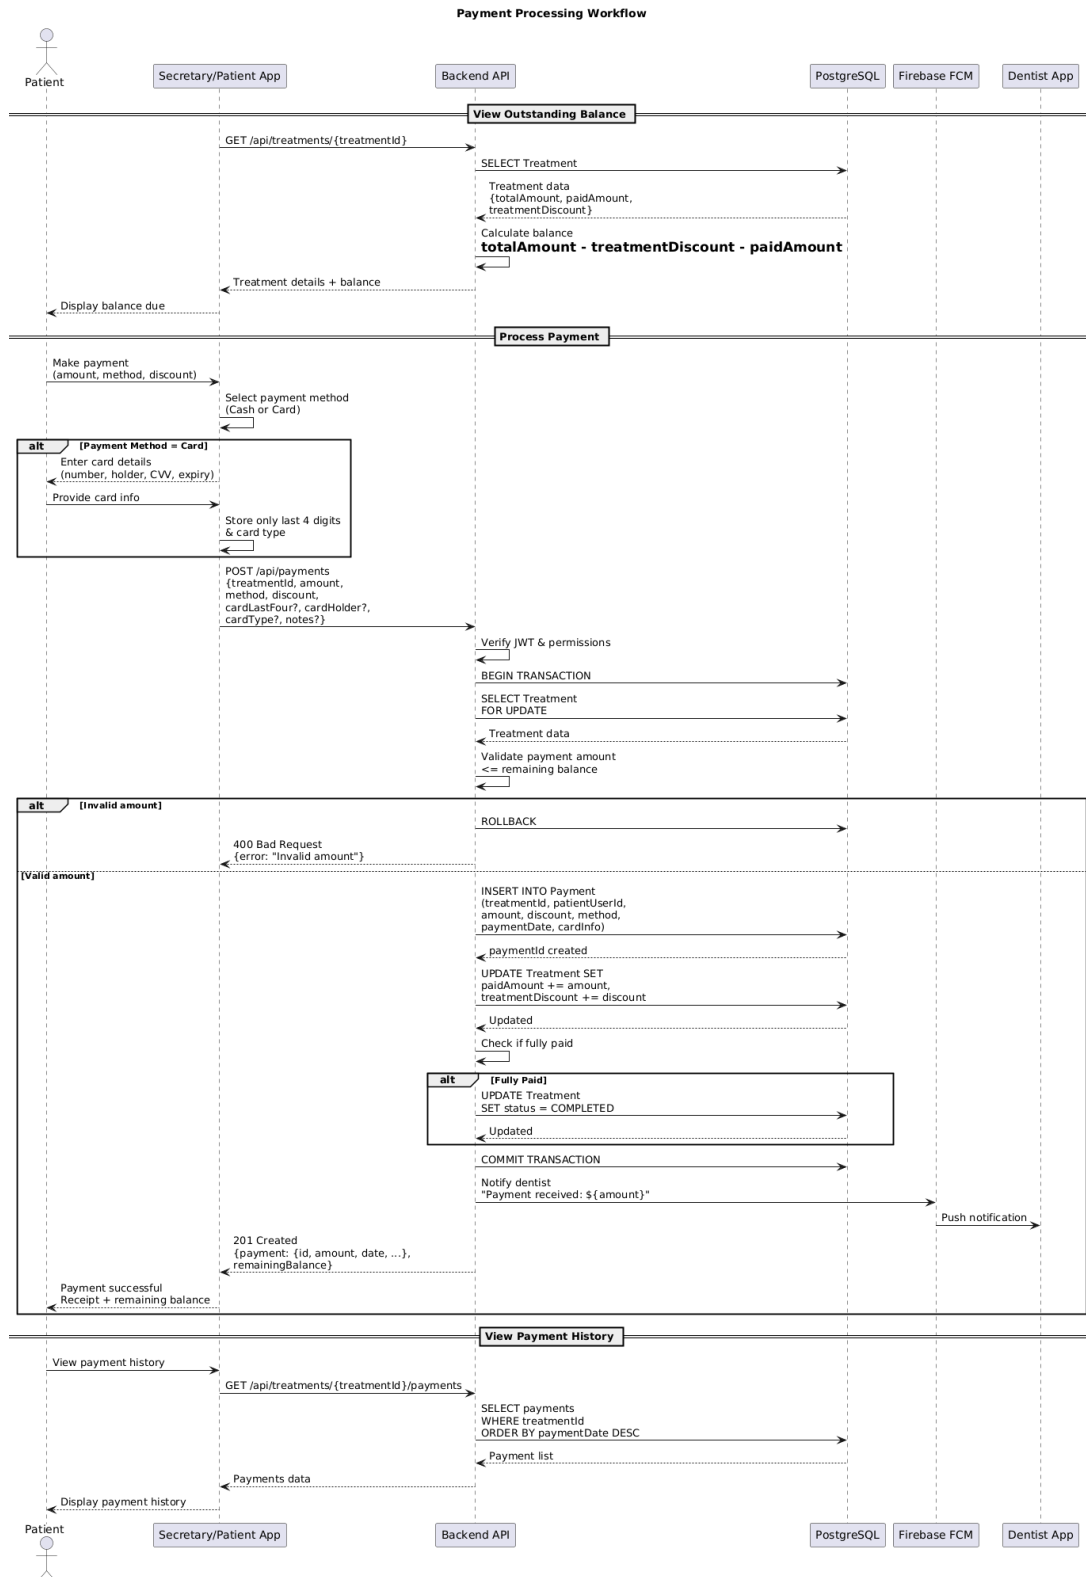 Payment Processing Workflow
Patient
Secretary/Patient App
Backend API
PostgreSQL
Firebase FCM
Dentist App
View Outstanding Balance
GET /api/treatments/{treatmentId}
SELECT Treatment
Treatment data
{totalAmount, paidAmount,
treatmentDiscount}
Calculate balance
totalAmount - treatmentDiscount - paidAmount
Treatment details + balance
Display balance due
Process Payment
Make payment
(amount, method, discount)
Select payment method
(Cash or Card)
alt
[Payment Method = Card]
Enter card details
(number, holder, CVV, expiry)
Provide card info
Store only last 4 digits
& card type
POST /api/payments
{treatmentId, amount,
method, discount,
cardLastFour?, cardHolder?,
cardType?, notes?}
Verify JWT & permissions
BEGIN TRANSACTION
SELECT Treatment
FOR UPDATE
Treatment data
Validate payment amount
<= remaining balance
alt
[Invalid amount]
ROLLBACK
400 Bad Request
{error: "Invalid amount"}
[Valid amount]
INSERT INTO Payment
(treatmentId, patientUserId,
amount, discount, method,
paymentDate, cardInfo)
paymentId created
UPDATE Treatment SET
paidAmount += amount,
treatmentDiscount += discount
Updated
Check if fully paid
alt
[Fully Paid]
UPDATE Treatment
SET status = COMPLETED
Updated
COMMIT TRANSACTION
Notify dentist
"Payment received: ${amount}"
Push notification
201 Created
{payment: {id, amount, date, ...},
remainingBalance}
Payment successful
Receipt + remaining balance
View Payment History
View payment history
GET /api/treatments/{treatmentId}/payments
SELECT payments
WHERE treatmentId
ORDER BY paymentDate DESC
Payment list
Payments data
Display payment history
Patient
Secretary/Patient App
Backend API
PostgreSQL
Firebase FCM
Dentist App